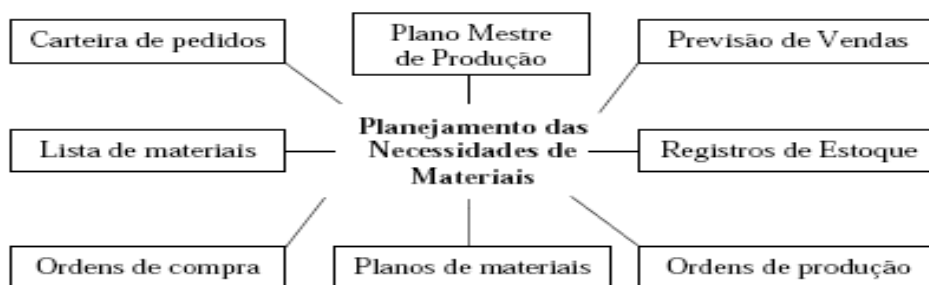 Carteira de pedidos
Plano Mestre
de Produção
Previsão de Vendas
Lista de materiais
Planejamento das
Necessidades de
Materiais
Registros de Estoque
Ordens de compra
Planos de materiais
Ordens de produção